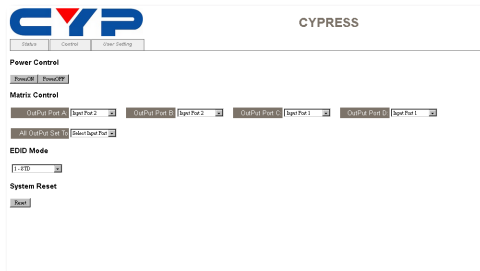 CYP
CYPRESS
Status Control User Setting
Power Control
PowerON PowerOFF
Matrix Control
OutPut Port A Input Port 2 OutPut Port B Input Port 2 OutPut Port C Input Port 1 OutPut Port D Input Port 1
All OutPut Set To Select Input Port
EDID Mode
1 - STD
System Reset
Reset